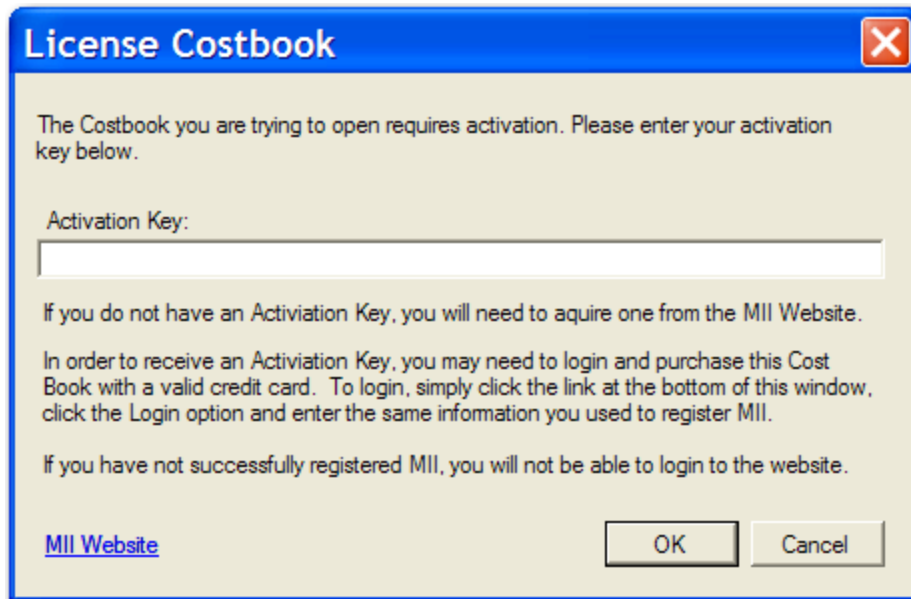 License Costbook
The Costbook you are trying to open requires activation. Please enter your activation
key below.
Activation Key:
If you do not have an Activiation Key, you will need to aquire one from the MII Website.
In order to receive an Activiation Key, you may need to login and purchase this Cost
Book with a valid credit card.  To login, simply click the link at the bottom of this window,
click the Login option and enter the same information you used to register MII.
If you have not successfully registered MII, you will not be able to login to the website.
MII Website
OK
Cancel